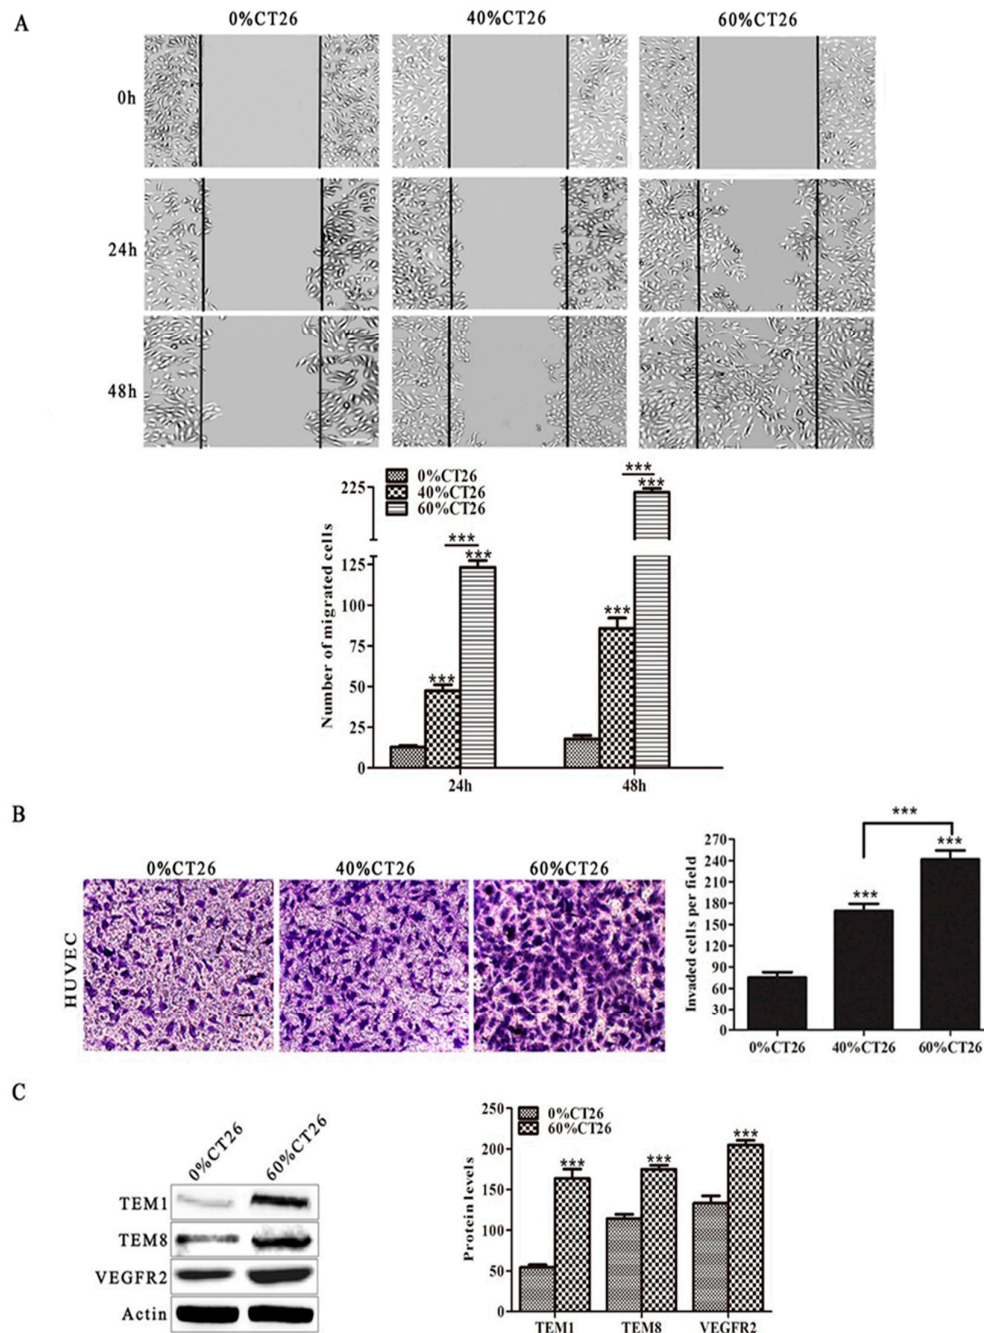 A
0%CT26 40%CT26 60%CT26
0h
24h
48h
0%CT26
40%CT26
60%CT26
Number of migrated cells
225
125
100
75
50
25
0
***
***
***
***
***
***
***
24h 48h
B
0%CT26 40%CT26 60%CT26
HUVEC
Invaded cells per field
270
240
210
180
150
120
90
60
30
0
***
***
***
0%CT26 40%CT26 60%CT26
C
0%CT26 60%CT26
TEM1
TEM8
VEGFR2
Actin
0%CT26
60%CT26
Protein levels
250
200
150
100
50
0
***
***
***
TEM1 TEM8 VEGFR2